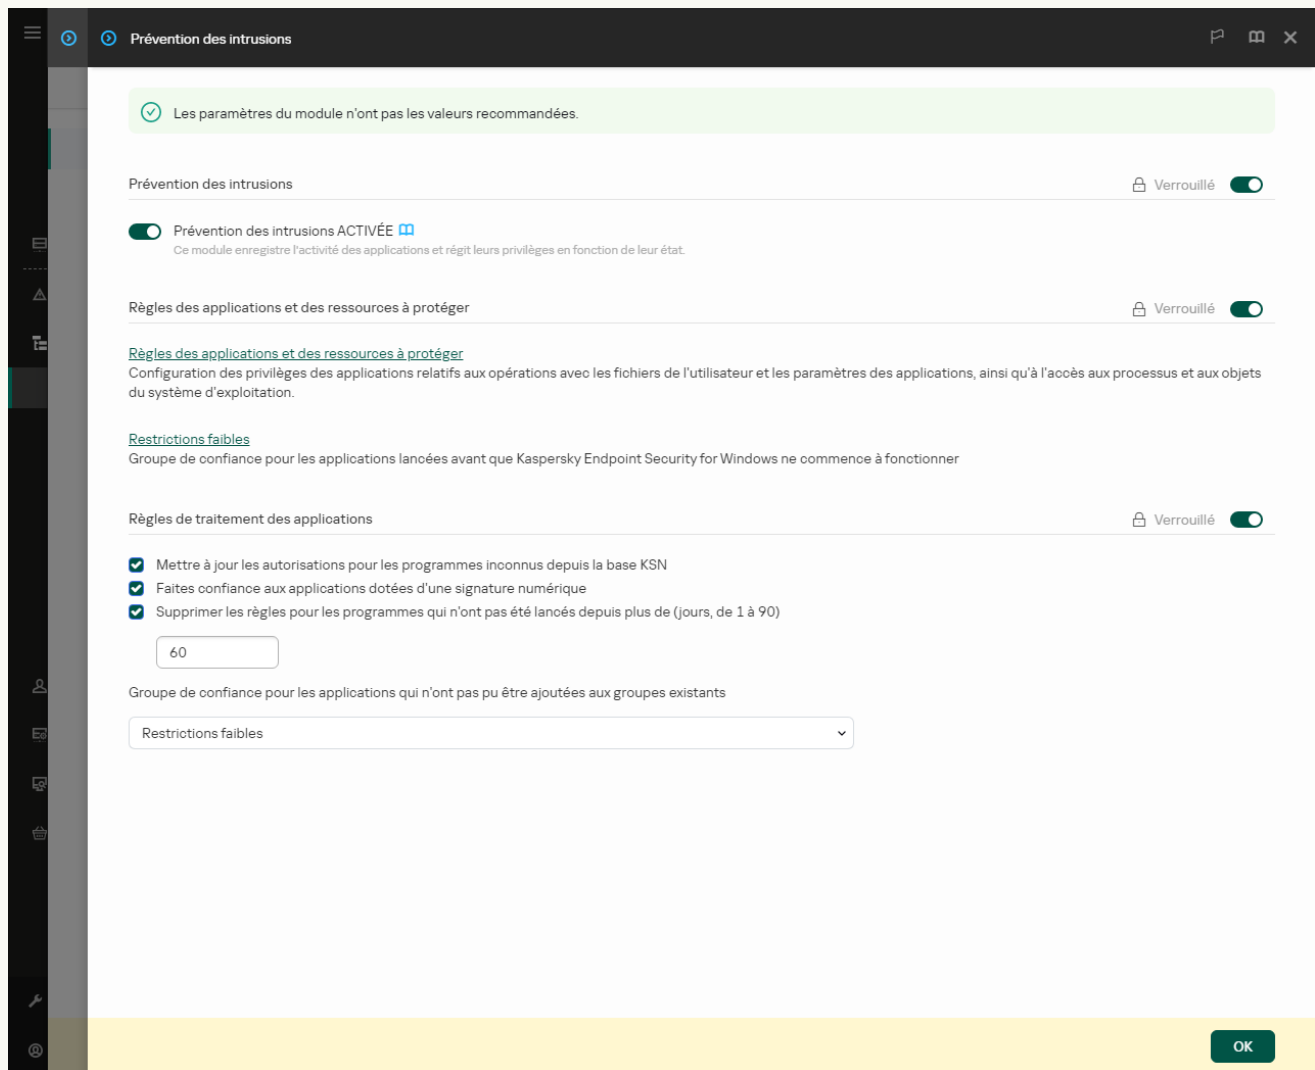 Prévention des intrusions
Les paramètres du module n'ont pas les valeurs recommandées.
Prévention des intrusions
Verrouillé
Prévention des intrusions ACTIVÉE
Ce module enregistre l'activité des applications et régit leurs privilèges en fonction de leur état.
Règles des applications et des ressources à protéger
Verrouillé
Règles des applications et des ressources à protéger
Configuration des privilèges des applications relatifs aux opérations avec les fichiers de l'utilisateur et les paramètres des applications, ainsi qu'à l'accès aux processus et aux objets
du système d'exploitation.
Restrictions faibles
Groupe de confiance pour les applications lancées avant que Kaspersky Endpoint Security for Windows ne commence à fonctionner
Règles de traitement des applications
Verrouillé
Mettre à jour les autorisations pour les programmes inconnus depuis la base KSN
Faites confiance aux applications dotées d'une signature numérique
Supprimer les règles pour les programmes qui n'ont pas été lancés depuis plus de (jours, de 1 à 90)
60
Groupe de confiance pour les applications qui n'ont pas pu être ajoutées aux groupes existants
Restrictions faibles
OK